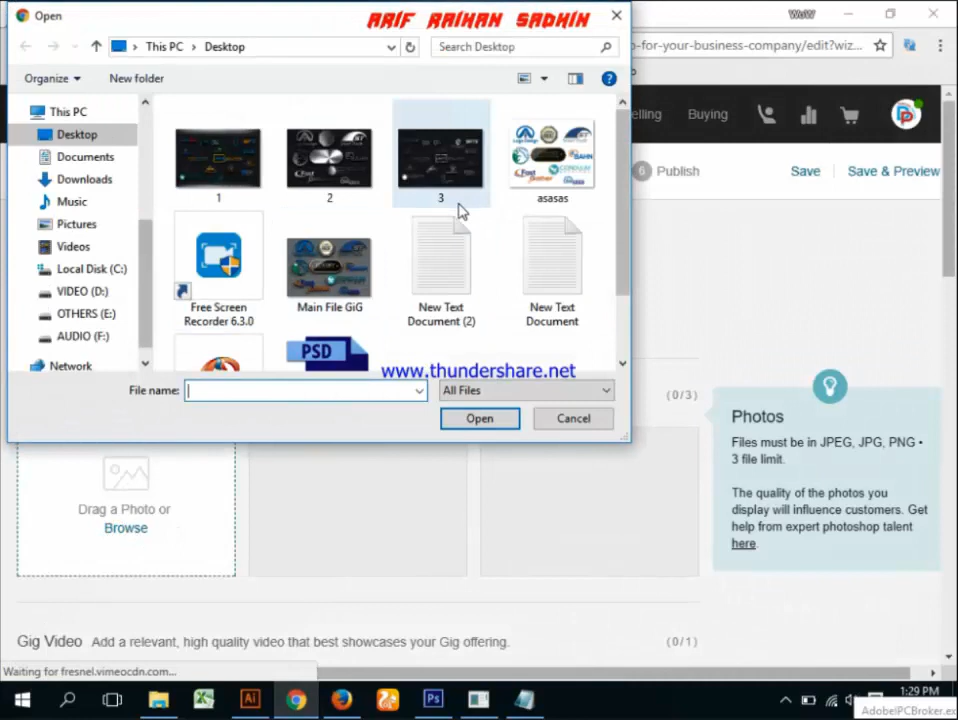 Open
ARIF RAIHAN SADHIN
WoW
This PC
Desktop
Search Desktop
o-for-your-business-company/edit?wiz...
Organize
New folder
elling
Buying
6 Publish
Save
Save & Preview
This PC
Desktop
Documents
Downloads
Music
Pictures
Videos
Local Disk (C:)
VIDEO (D:)
OTHERS (E:)
AUDIO (F:)
Network
1
2
3
asasas
Free Screen
Recorder 6.3.0
Main File GiG
New Text
Document (2)
New Text
Document
PSD
www.thundershare.net
File name:
All Files
Open
Cancel
(0/3)
Photos
Files must be in JPEG, JPG, PNG •
3 file limit.
The quality of the photos you
display will influence customers. Get
help from expert photoshop talent
here.
Drag a Photo or
Browse
Gig Video Add a relevant, high quality video that best showcases your Gig offering.
(0/1)
Waiting for fresnel.vimeocdn.com...
Ai
Ps
1:29 PM